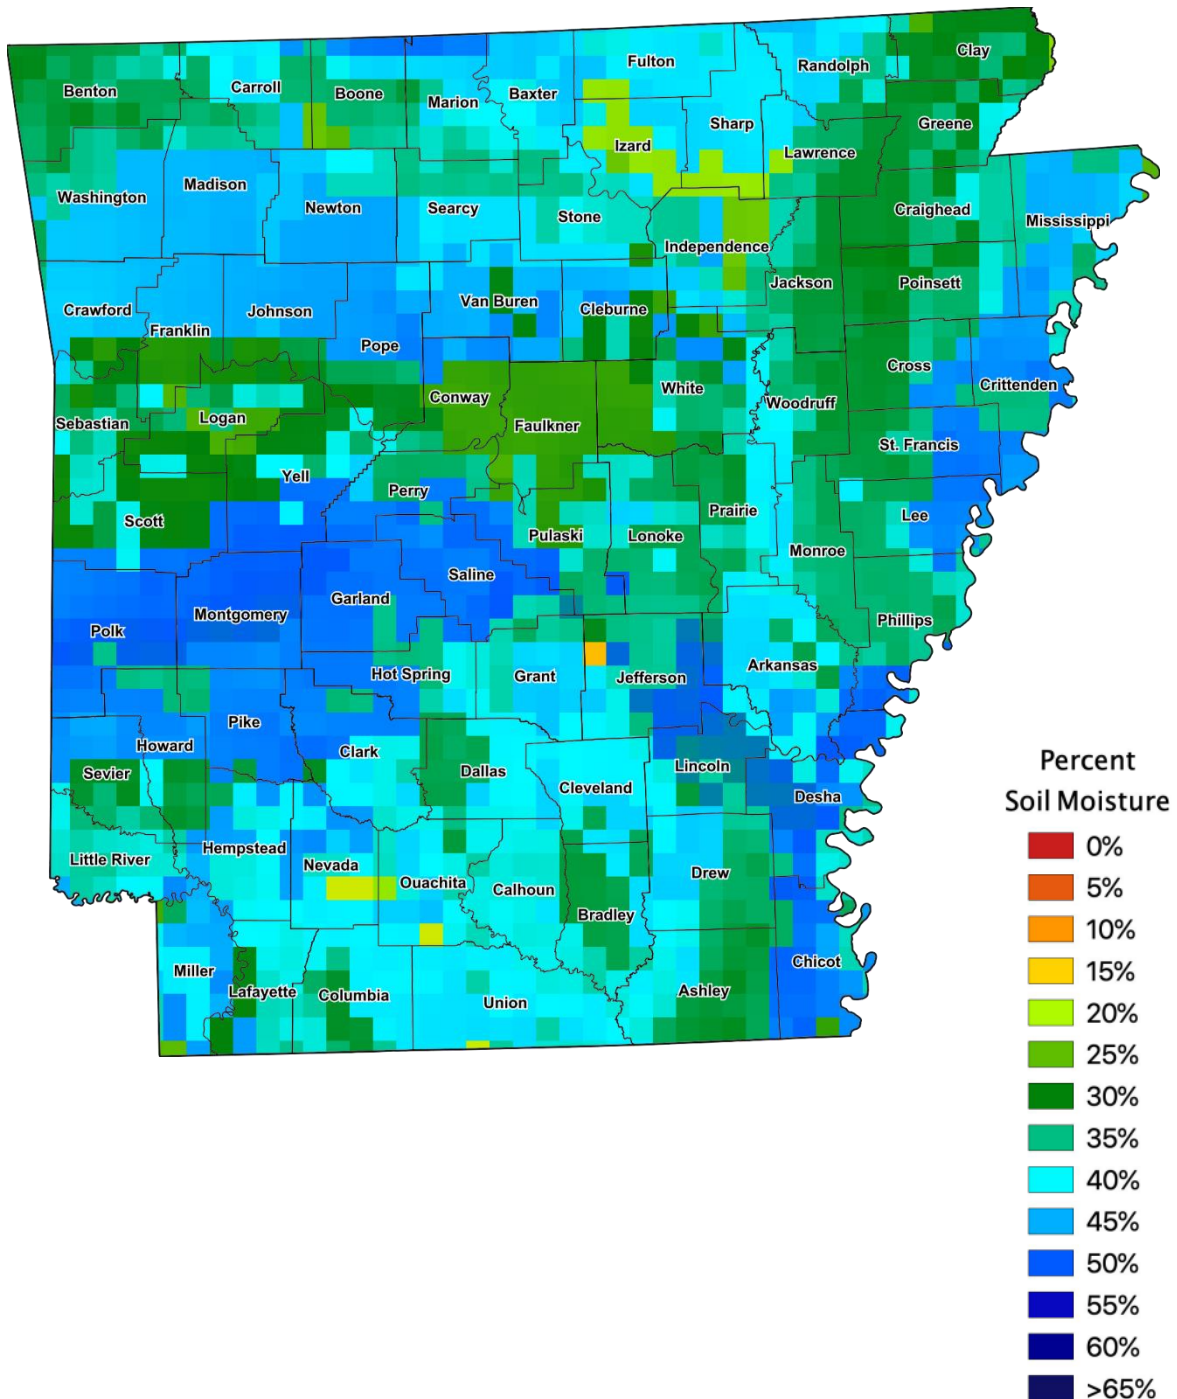 Clay
Fulton
Randolph
Benton
Carroll
Boone
Marion
Baxter
Sharp
Greene
Izard
Lawrence
Washington
Madison
Newton
Searcy
Stone
Craighead
Mississippi
Independence
Jackson
Poinsett
Crawford
Franklin
Johnson
Van Buren
Cleburne
Pope
Cross
Crittenden
Conway
White
Woodruff
Sebastian
Logan
Faulkner
St. Francis
Yell
Perry
Scott
Pulaski
Lonoke
Prairie
Lee
Monroe
Saline
Garland
Montgomery
Polk
Phillips
Hot Spring
Grant
Jefferson
Arkansas
Pike
Howard
Clark
Sevier
Dallas
Cleveland
Lincoln
Desha
Little River
Hempstead
Nevada
Ouachita
Calhoun
Drew
Bradley
Miller
Lafayette
Columbia
Union
Ashley
Chicot
Percent
Soil Moisture
0%
5%
10%
15%
20%
25%
30%
35%
40%
45%
50%
55%
60%
>65%